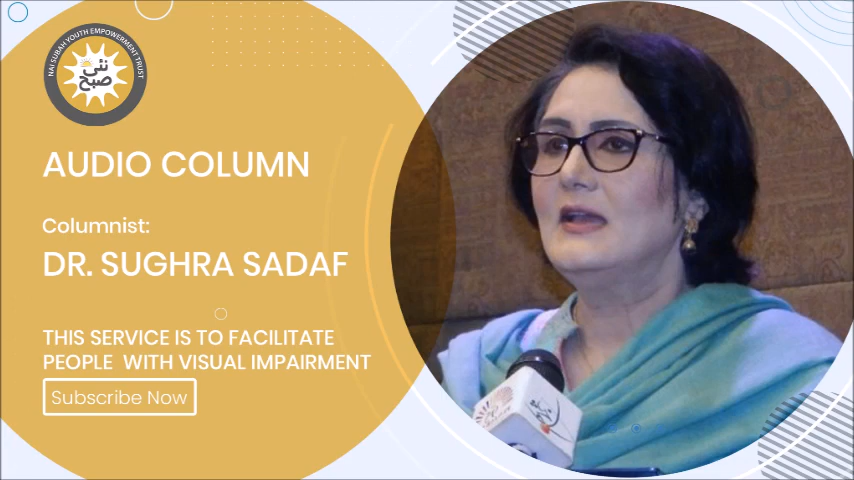 NAI SUBAH YOUTH EMPOWERMENT TRUST
نئی
صبح
AUDIO COLUMN
Columnist:
DR. SUGHRA SADAF
THIS SERVICE IS TO FACILITATE
PEOPLE WITH VISUAL IMPAIRMENT
Subscribe Now